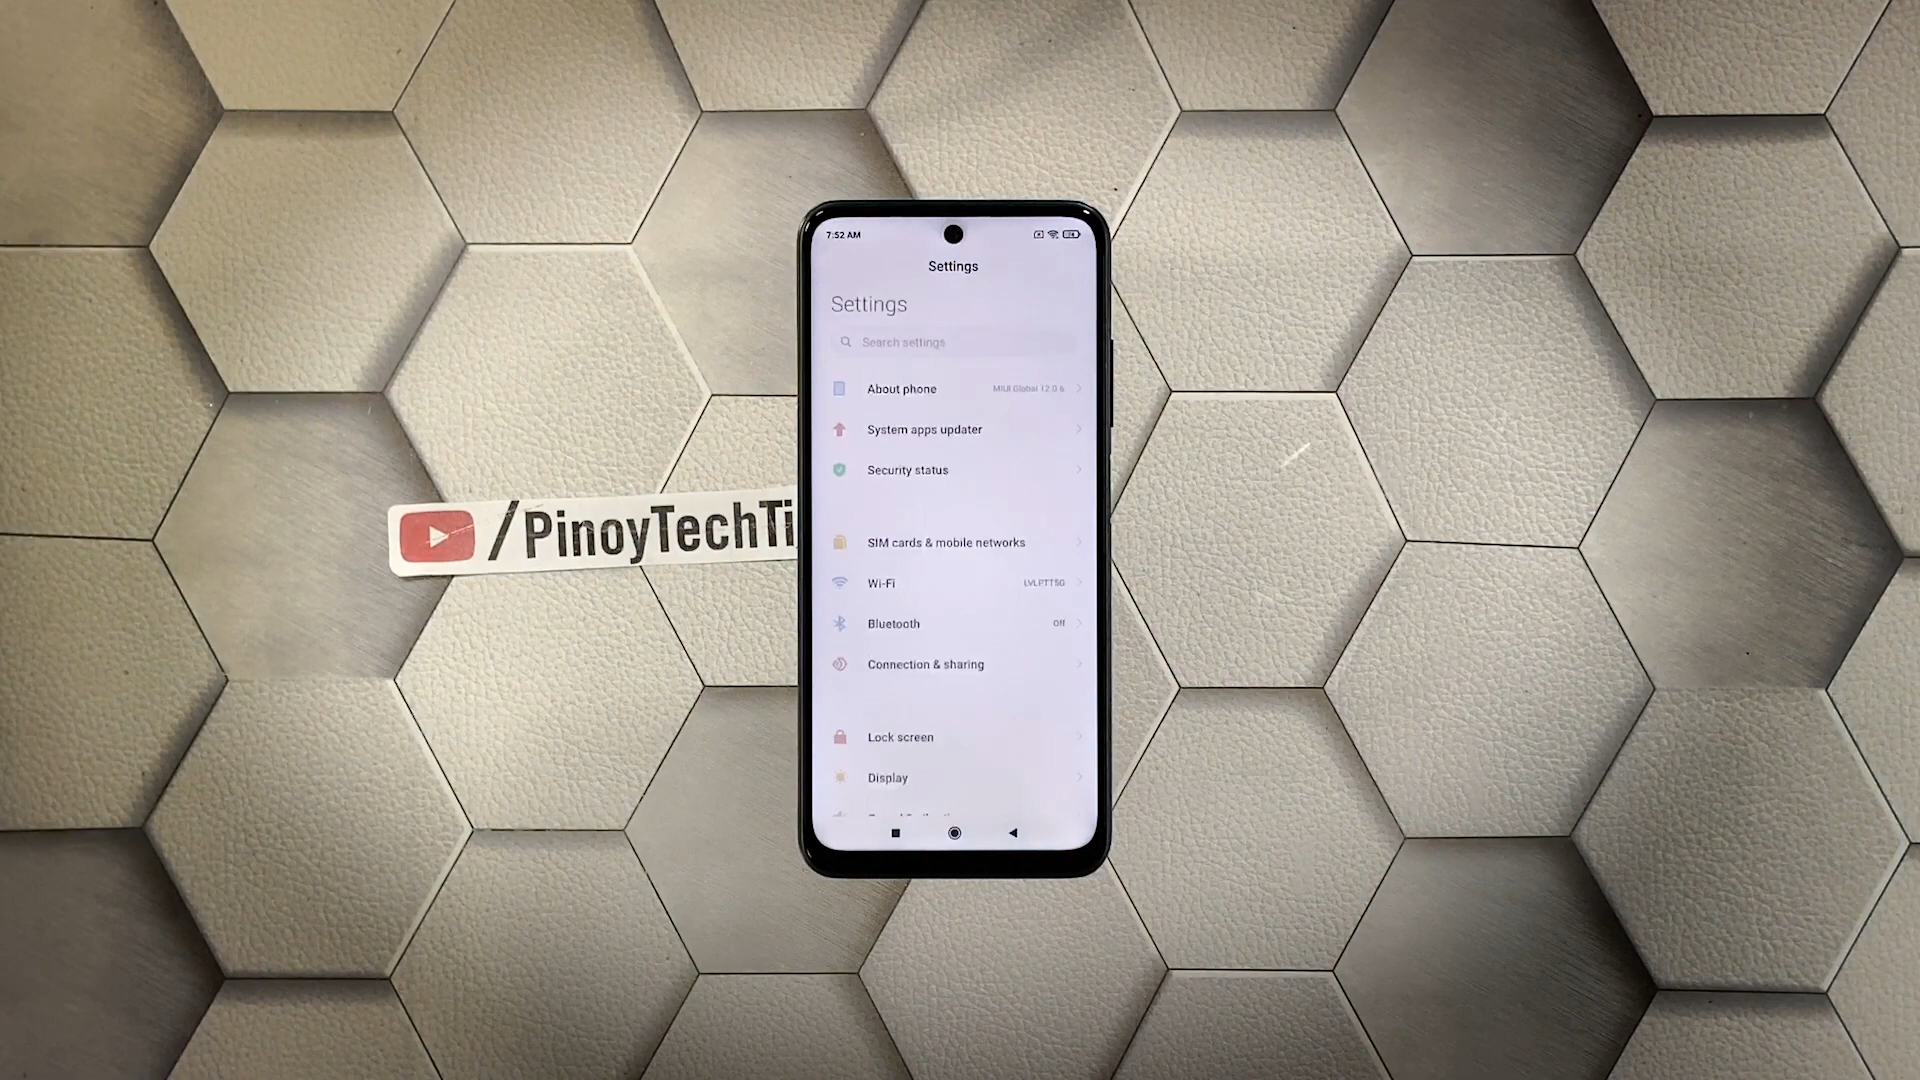 7:52 AM
Settings
Settings
Search settings
About phone MIUI Global 12.0.6
System apps updater
Security status
/PinoyTechTi
SIM cards & mobile networks
Wi-Fi LVLPTT5G
Bluetooth Off
Connection & sharing
Lock screen
Display